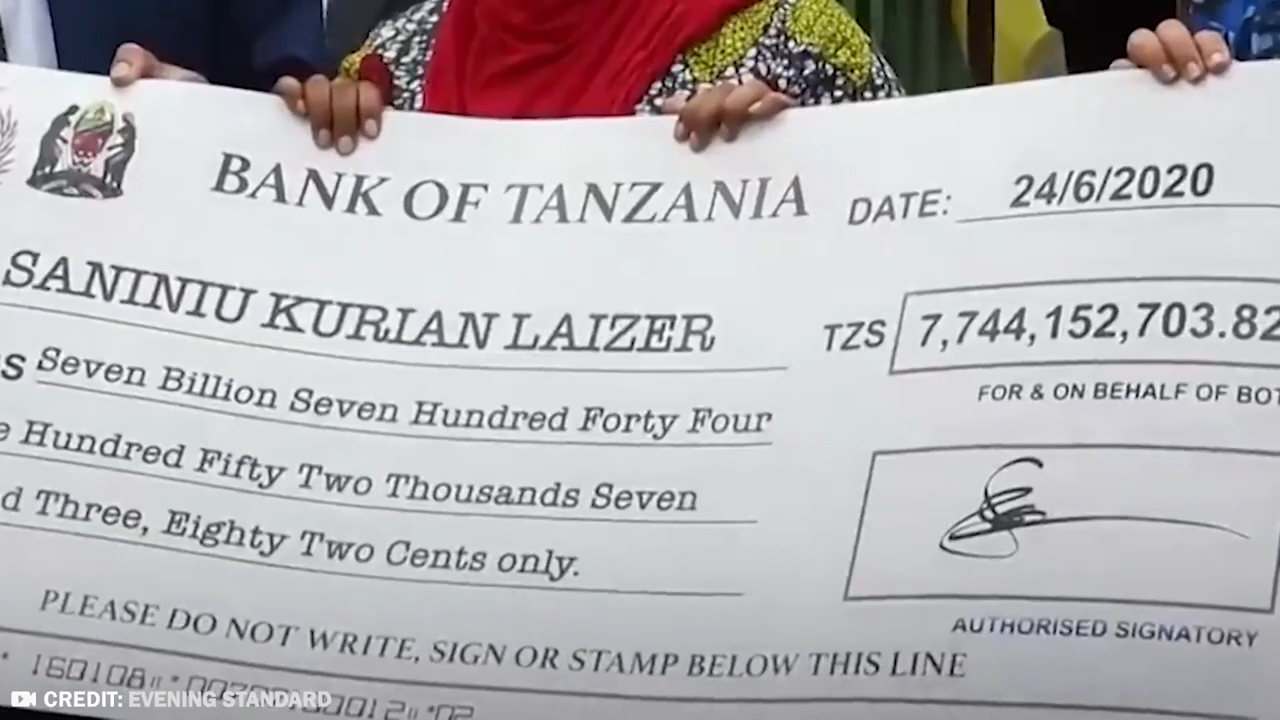 BANK OF TANZANIA
DATE: 24/6/2020
SANINIU KURIAN LAIZER
TZS 7,744,152,703.82
S Seven Billion Seven Hundred Forty Four
Hundred Fifty Two Thousands Seven
d Three, Eighty Two Cents only.
FOR & ON BEHALF OF BOT
AUTHORISED SIGNATORY
PLEASE DO NOT WRITE, SIGN OR STAMP BELOW THIS LINE
CREDIT: EVENING STANDARD